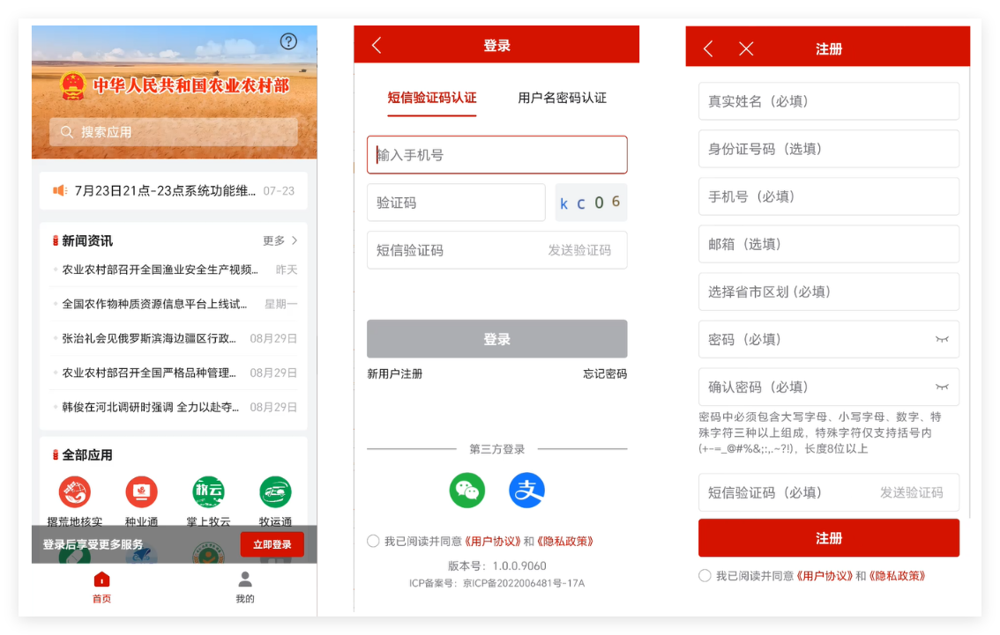 中华人民共和国农业农村部
搜索应用
7月23日21点-23点系统功能维... 07-23
新闻资讯 更多
农业农村部召开全国渔业安全生产视频... 昨天
全国农作物种质资源信息平台上线试... 星期一
张治礼会见俄罗斯滨海边疆区行政... 08月29日
农业农村部召开全国严格品种管理... 08月29日
韩俊在河北调研时强调 全力以赴夺... 08月29日
全部应用
牧云
撂荒地核实 种业通 掌上牧云 牧运通
登录后享受更多服务 立即登录
首页 我的
登录
短信验证码认证 用户名密码认证
输入手机号
验证码 k c 0 6
短信验证码 发送验证码
登录
新用户注册 忘记密码
第三方登录
支
我已阅读并同意《用户协议》和《隐私政策》
版本号：1.0.0.9060
ICP备案号：京ICP备2022006481号-17A
注册
真实姓名（必填）
身份证号码（选填）
手机号（必填）
邮箱（选填）
选择省市区划 (必填）
密码（必填）
确认密码（必填）
密码中必须包含大写字母、小写字母、数字、特
殊字符三种以上组成，特殊字符仅支持括号内
(+-=_@#%&;:,.~?!)，长度8位以上
短信验证码（必填） 发送验证码
注册
我已阅读并同意《用户协议》和《隐私政策》